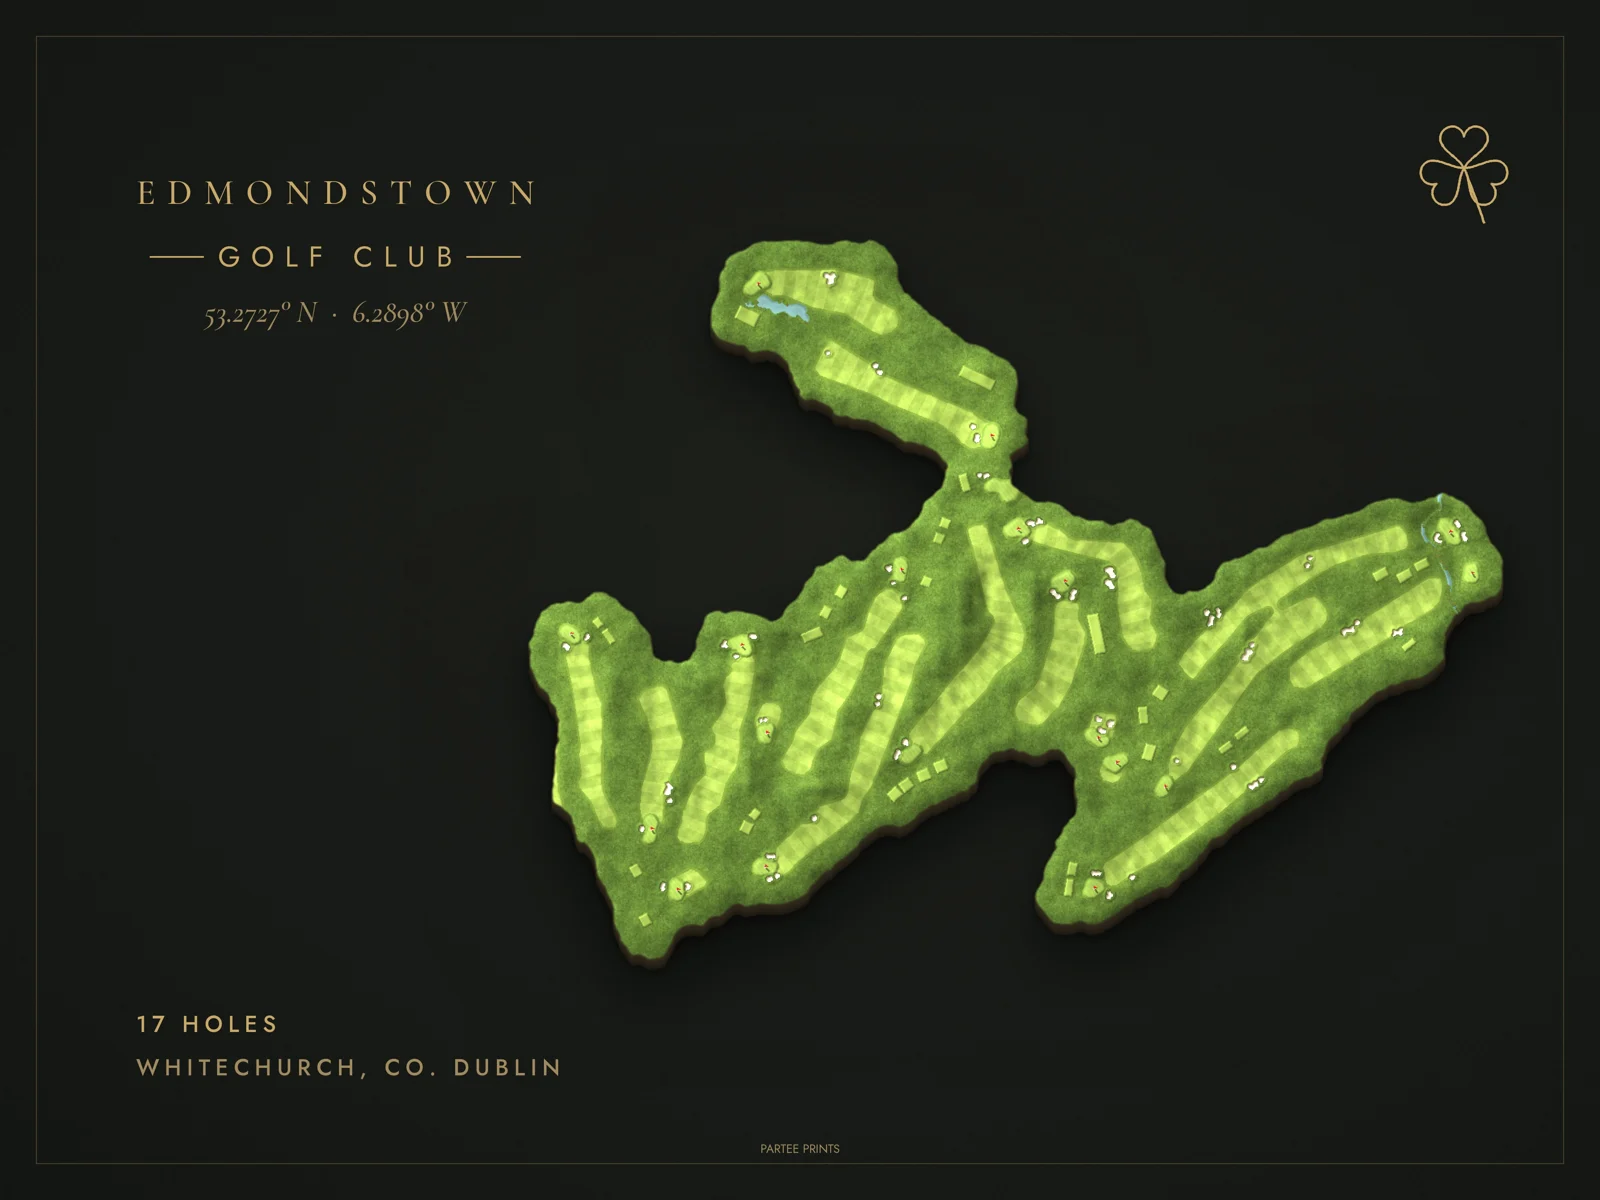 EDMONDSTOWN
GOLF CLUB
53.2727° N · 6.2898° W
17 HOLES
WHITECHURCH, CO. DUBLIN
PARTEE PRINTS